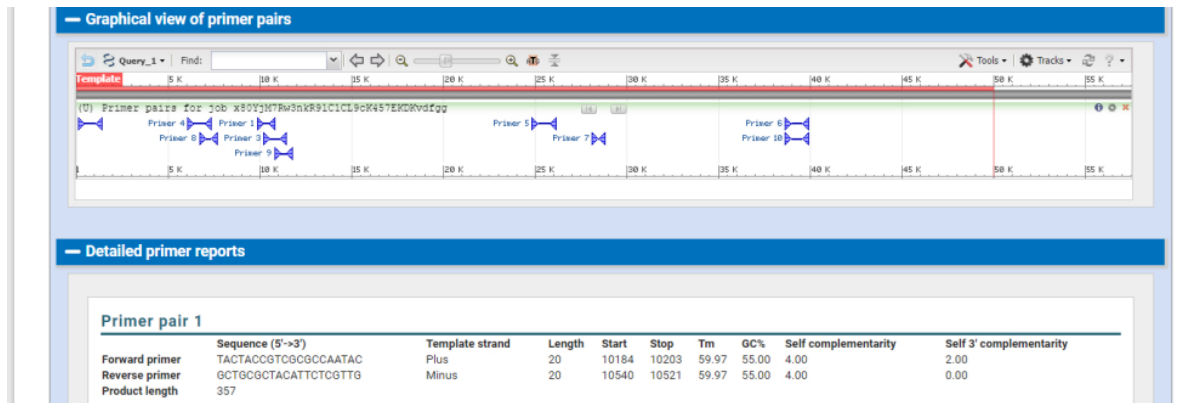 Graphical view of primer pairs
Query_1 Find: Tools Tracks ?
Template 5 K 10 K 15 K 20 K 25 K 30 K 35 K 40 K 45 K 50 K 55 K
(U) Primer pairs for job
Primer 4 Primer 1 Primer 5 Primer 6
Primer 8 Primer 3 Primer 7 Primer 10
Primer 9
1 5 K 10 K 15 K 20 K 25 K 30 K 35 K 40 K 45 K 50 K 55 K
Detailed primer reports
Primer pair 1
Sequence (5'->3') Template strand Length Start Stop Tm GC% Self complementarity Self 3' complementarity
Forward primer TACTACCGTCGCGCCAATAC Plus 20 10184 10203 59.97 55.00 4.00 2.00
Reverse primer GCTGCGCTACATTCTCGTTG Minus 20 10540 10521 59.97 55.00 4.00 0.00
Product length 357